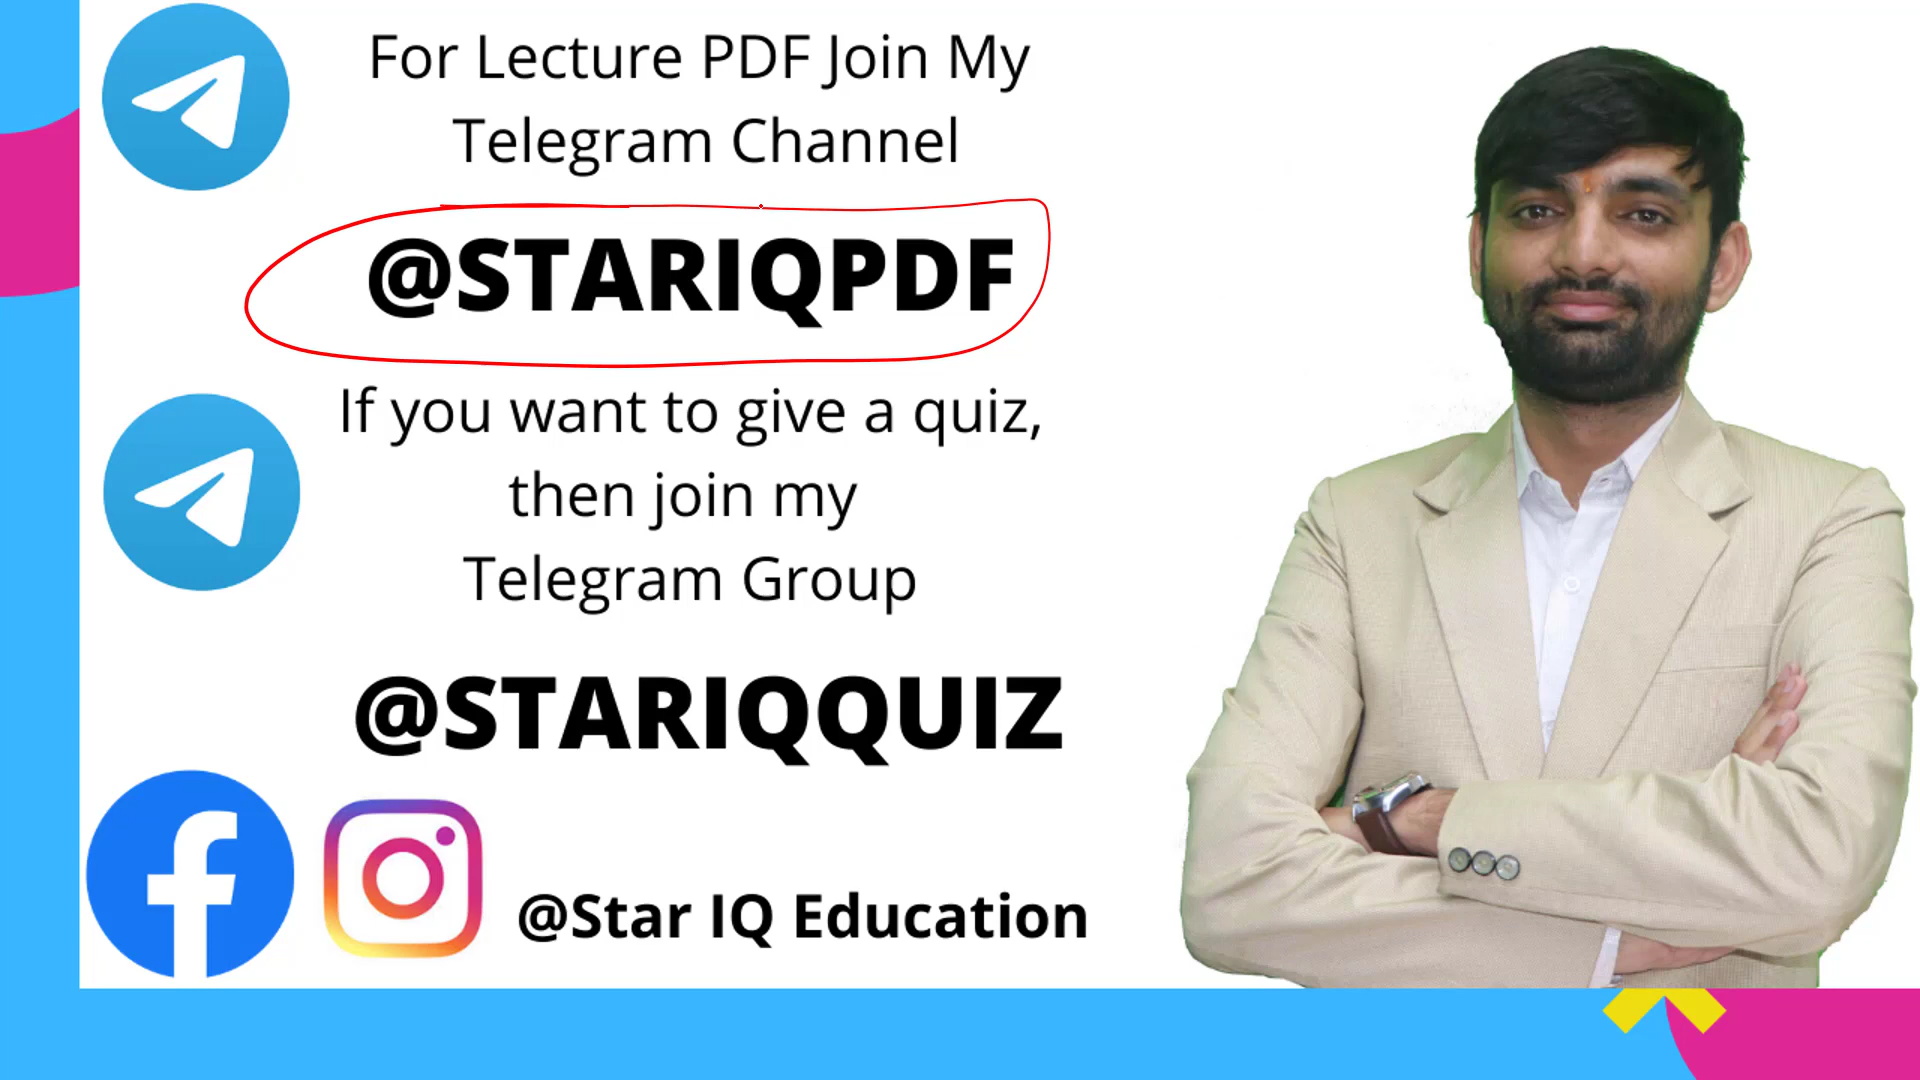 For Lecture PDF Join My
Telegram Channel
@STARIQPDF
If you want to give a quiz,
then join my
Telegram Group
@STARIQQUIZ
@Star IQ Education